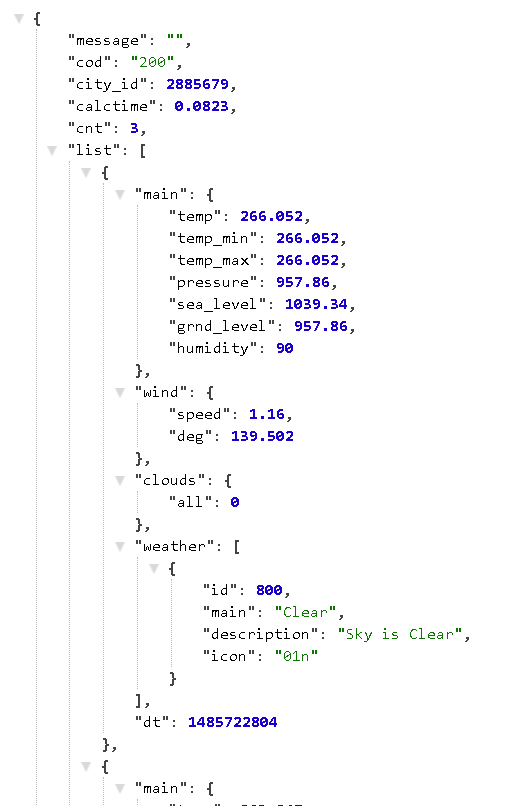 {
"message": "",
"cod": "200",
"city_id": 2885679,
"calctime": 0.0823,
"cnt": 3,
"list": [
{
"main": {
"temp": 266.052,
"temp_min": 266.052,
"temp_max": 266.052,
"pressure": 957.86,
"sea_level": 1039.34,
"grnd_level": 957.86,
"humidity": 90
},
"wind": {
"speed": 1.16,
"deg": 139.502
},
"clouds": {
"all": 0
},
"weather": [
{
"id": 800,
"main": "Clear",
"description": "Sky is Clear",
"icon": "01n"
}
],
"dt": 1485722804
},
{
"main": {